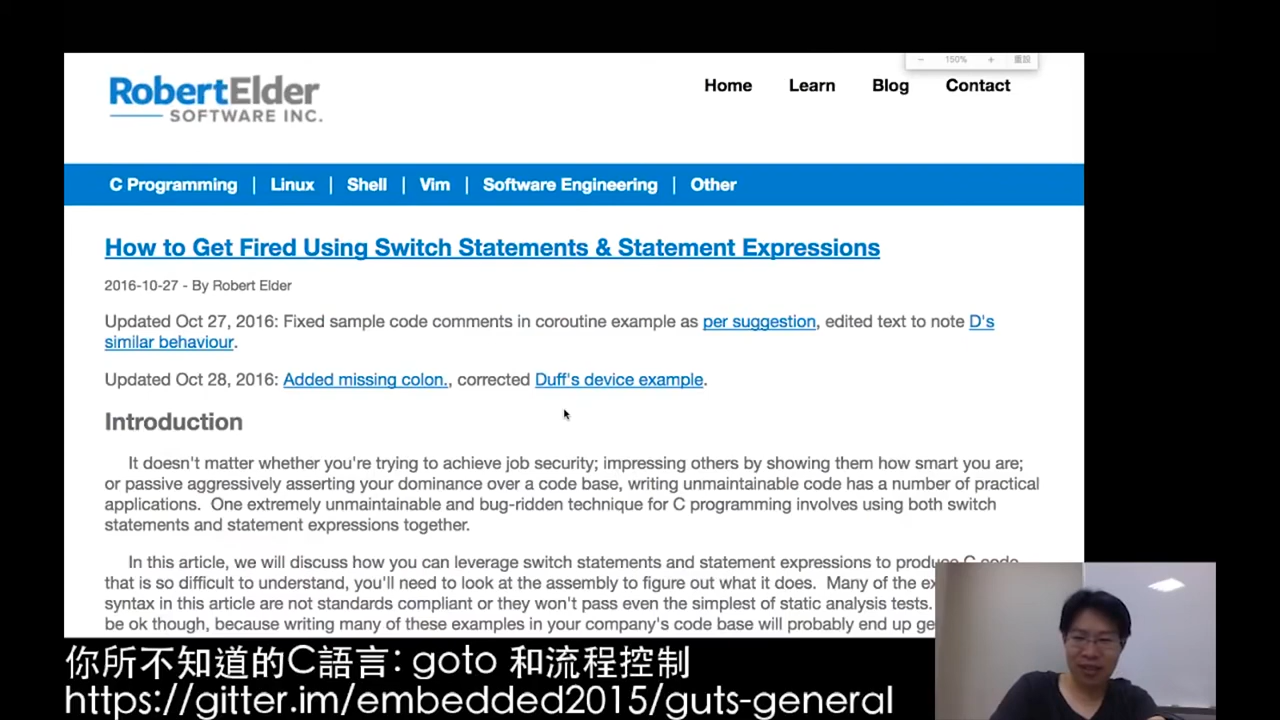 RobertElder
SOFTWARE INC.
150%
重設
Home Learn Blog Contact
C Programming | Linux | Shell | Vim | Software Engineering | Other
How to Get Fired Using Switch Statements & Statement Expressions
2016-10-27 - By Robert Elder
Updated Oct 27, 2016: Fixed sample code comments in coroutine example as per suggestion, edited text to note D's
similar behaviour.
Updated Oct 28, 2016: Added missing colon., corrected Duff's device example.
Introduction
It doesn't matter whether you're trying to achieve job security; impressing others by showing them how smart you are;
or passive aggressively asserting your dominance over a code base, writing unmaintainable code has a number of practical
applications. One extremely unmaintainable and bug-ridden technique for C programming involves using both switch
statements and statement expressions together.
In this article, we will discuss how you can leverage switch statements and statement expressions to produce C code
that is so difficult to understand, you'll need to look at the assembly to figure out what it does. Many of the ex
syntax in this article are not standards compliant or they won't pass even the simplest of static analysis tests.
be ok though, because writing many of these examples in your company's code base will probably end up ge
你所不知道的C語言: goto 和流程控制
https://gitter.im/embedded2015/guts-general